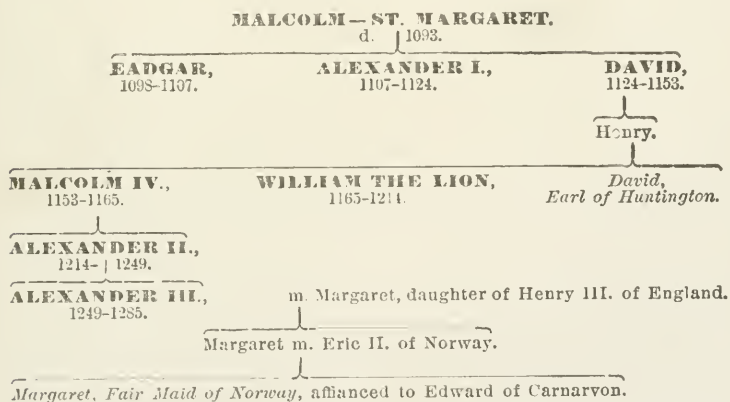 MALCOLM — ST. MARGARET.
d. 1093.
EADGAR, ALEXANDER I., DAVID,
1098-1107. 1107-1124. 1124-1153.
Henry.
MALCOLM IV., WILLIAM THE LION, David,
1153-1165. 1165-1214. Earl of Huntington.
ALEXANDER II.,
1214- 1249.
ALEXANDER III., m. Margaret, daughter of Henry III. of England.
1249-1285.
Margaret m. Eric II. of Norway.
Margaret, Fair Maid of Norway, affianced to Edward of Carnarvon.